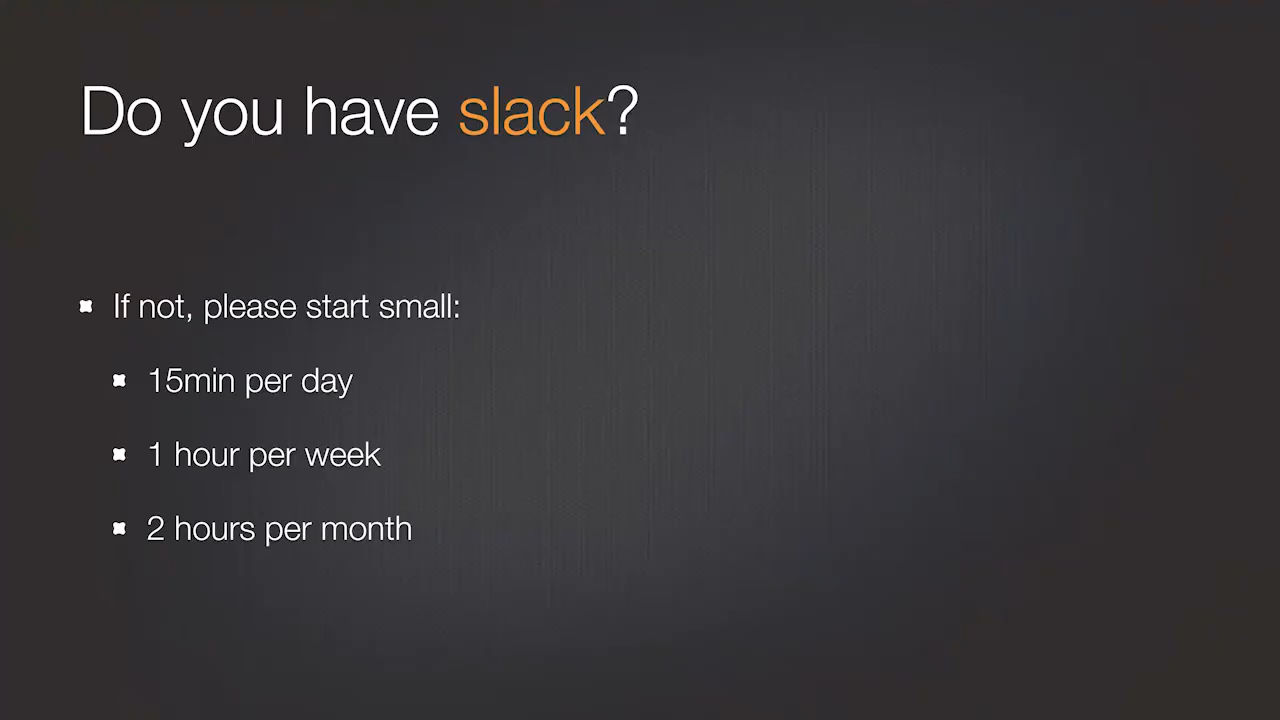 Do you have slack?
If not, please start small:
15min per day
1 hour per week
2 hours per month